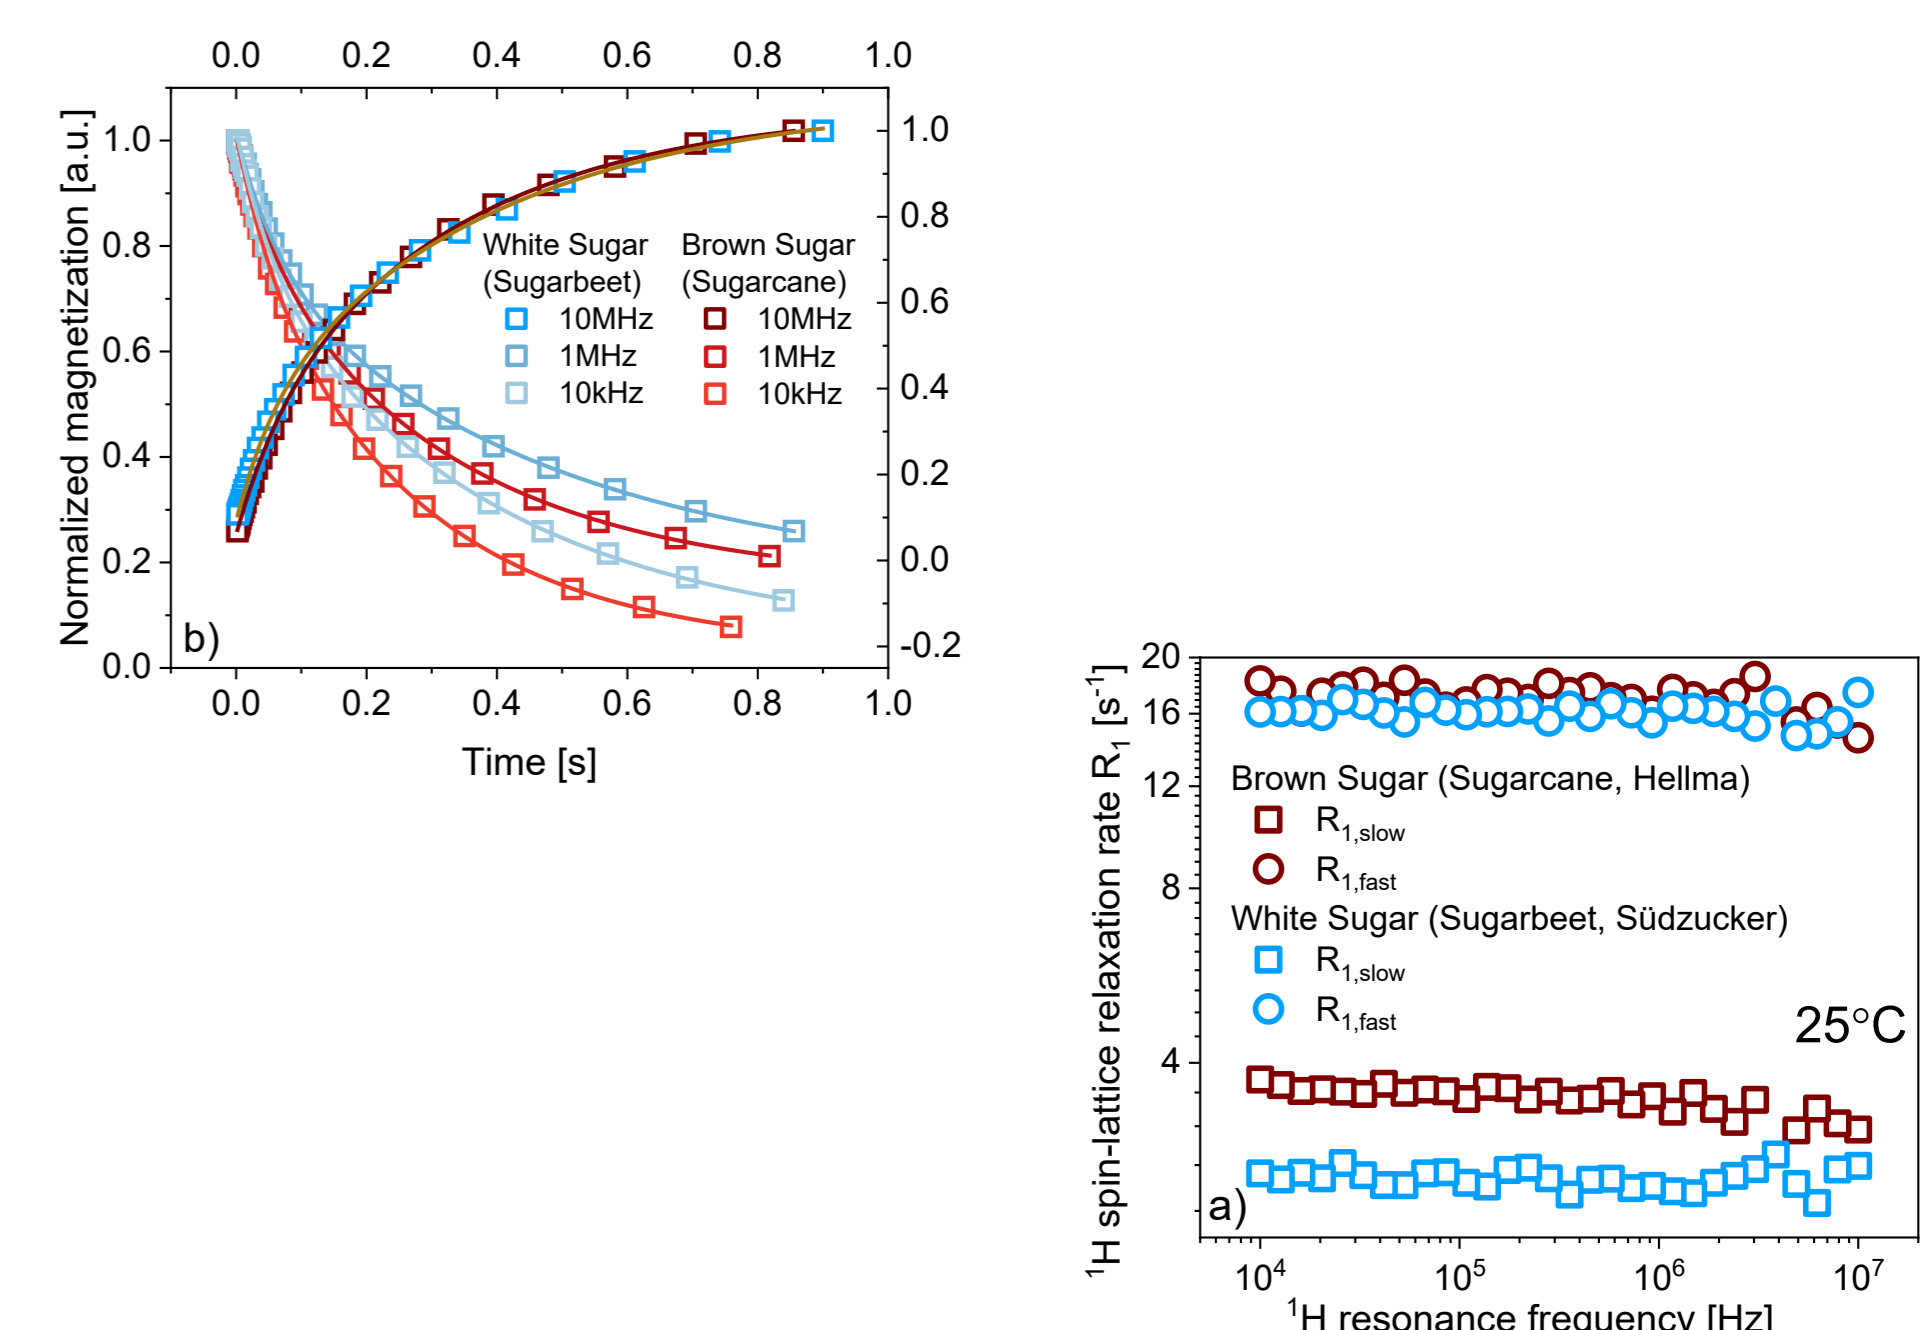 0.0 0.2 0.4 0.6 0.8 1.0
Normalized magnetization [a.u.]
1.0
0.8
0.6
0.4
0.2
0.0
1.0
0.8
0.6
0.4
0.2
0.0
-0.2
White Sugar
(Sugarbeet)
10MHz
1MHz
10kHz
Brown Sugar
(Sugarcane)
10MHz
1MHz
10kHz
b)
0.0 0.2 0.4 0.6 0.8 1.0
Time [s]
¹H spin-lattice relaxation rate R₁ [s⁻¹]
20
16
12
8
4
Brown Sugar (Sugarcane, Hellma)
R₁,slow
R₁,fast
White Sugar (Sugarbeet, Südzucker)
R₁,slow
R₁,fast
25°C
a)
10⁴ 10⁵ 10⁶ 10⁷
¹H resonance frequency [Hz]